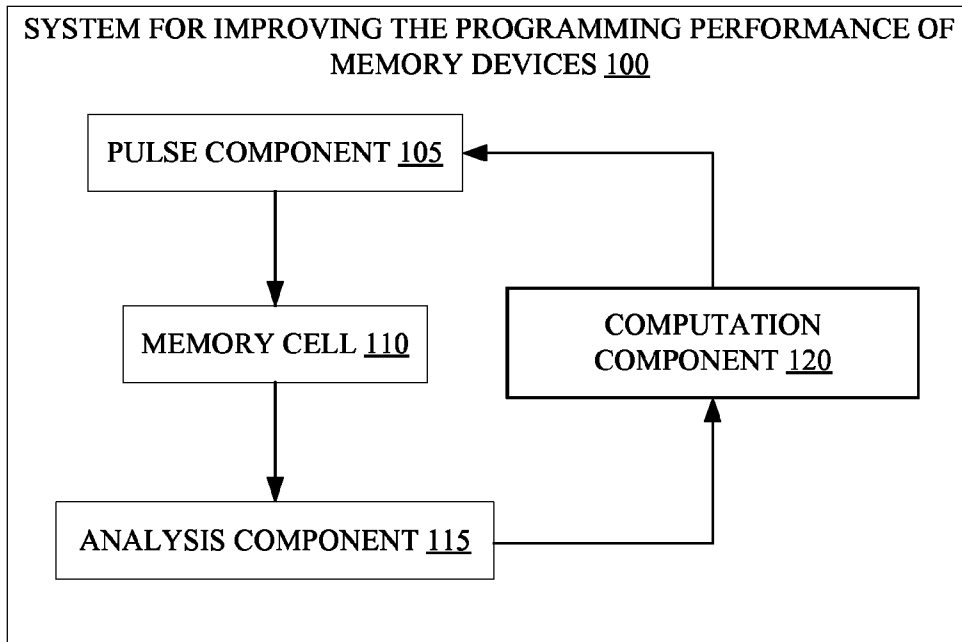 SYSTEM FOR IMPROVING THE PROGRAMMING PERFORMANCE OF
MEMORY DEVICES 100
PULSE COMPONENT 105
MEMORY CELL 110
COMPUTATION
COMPONENT 120
ANALYSIS COMPONENT 115